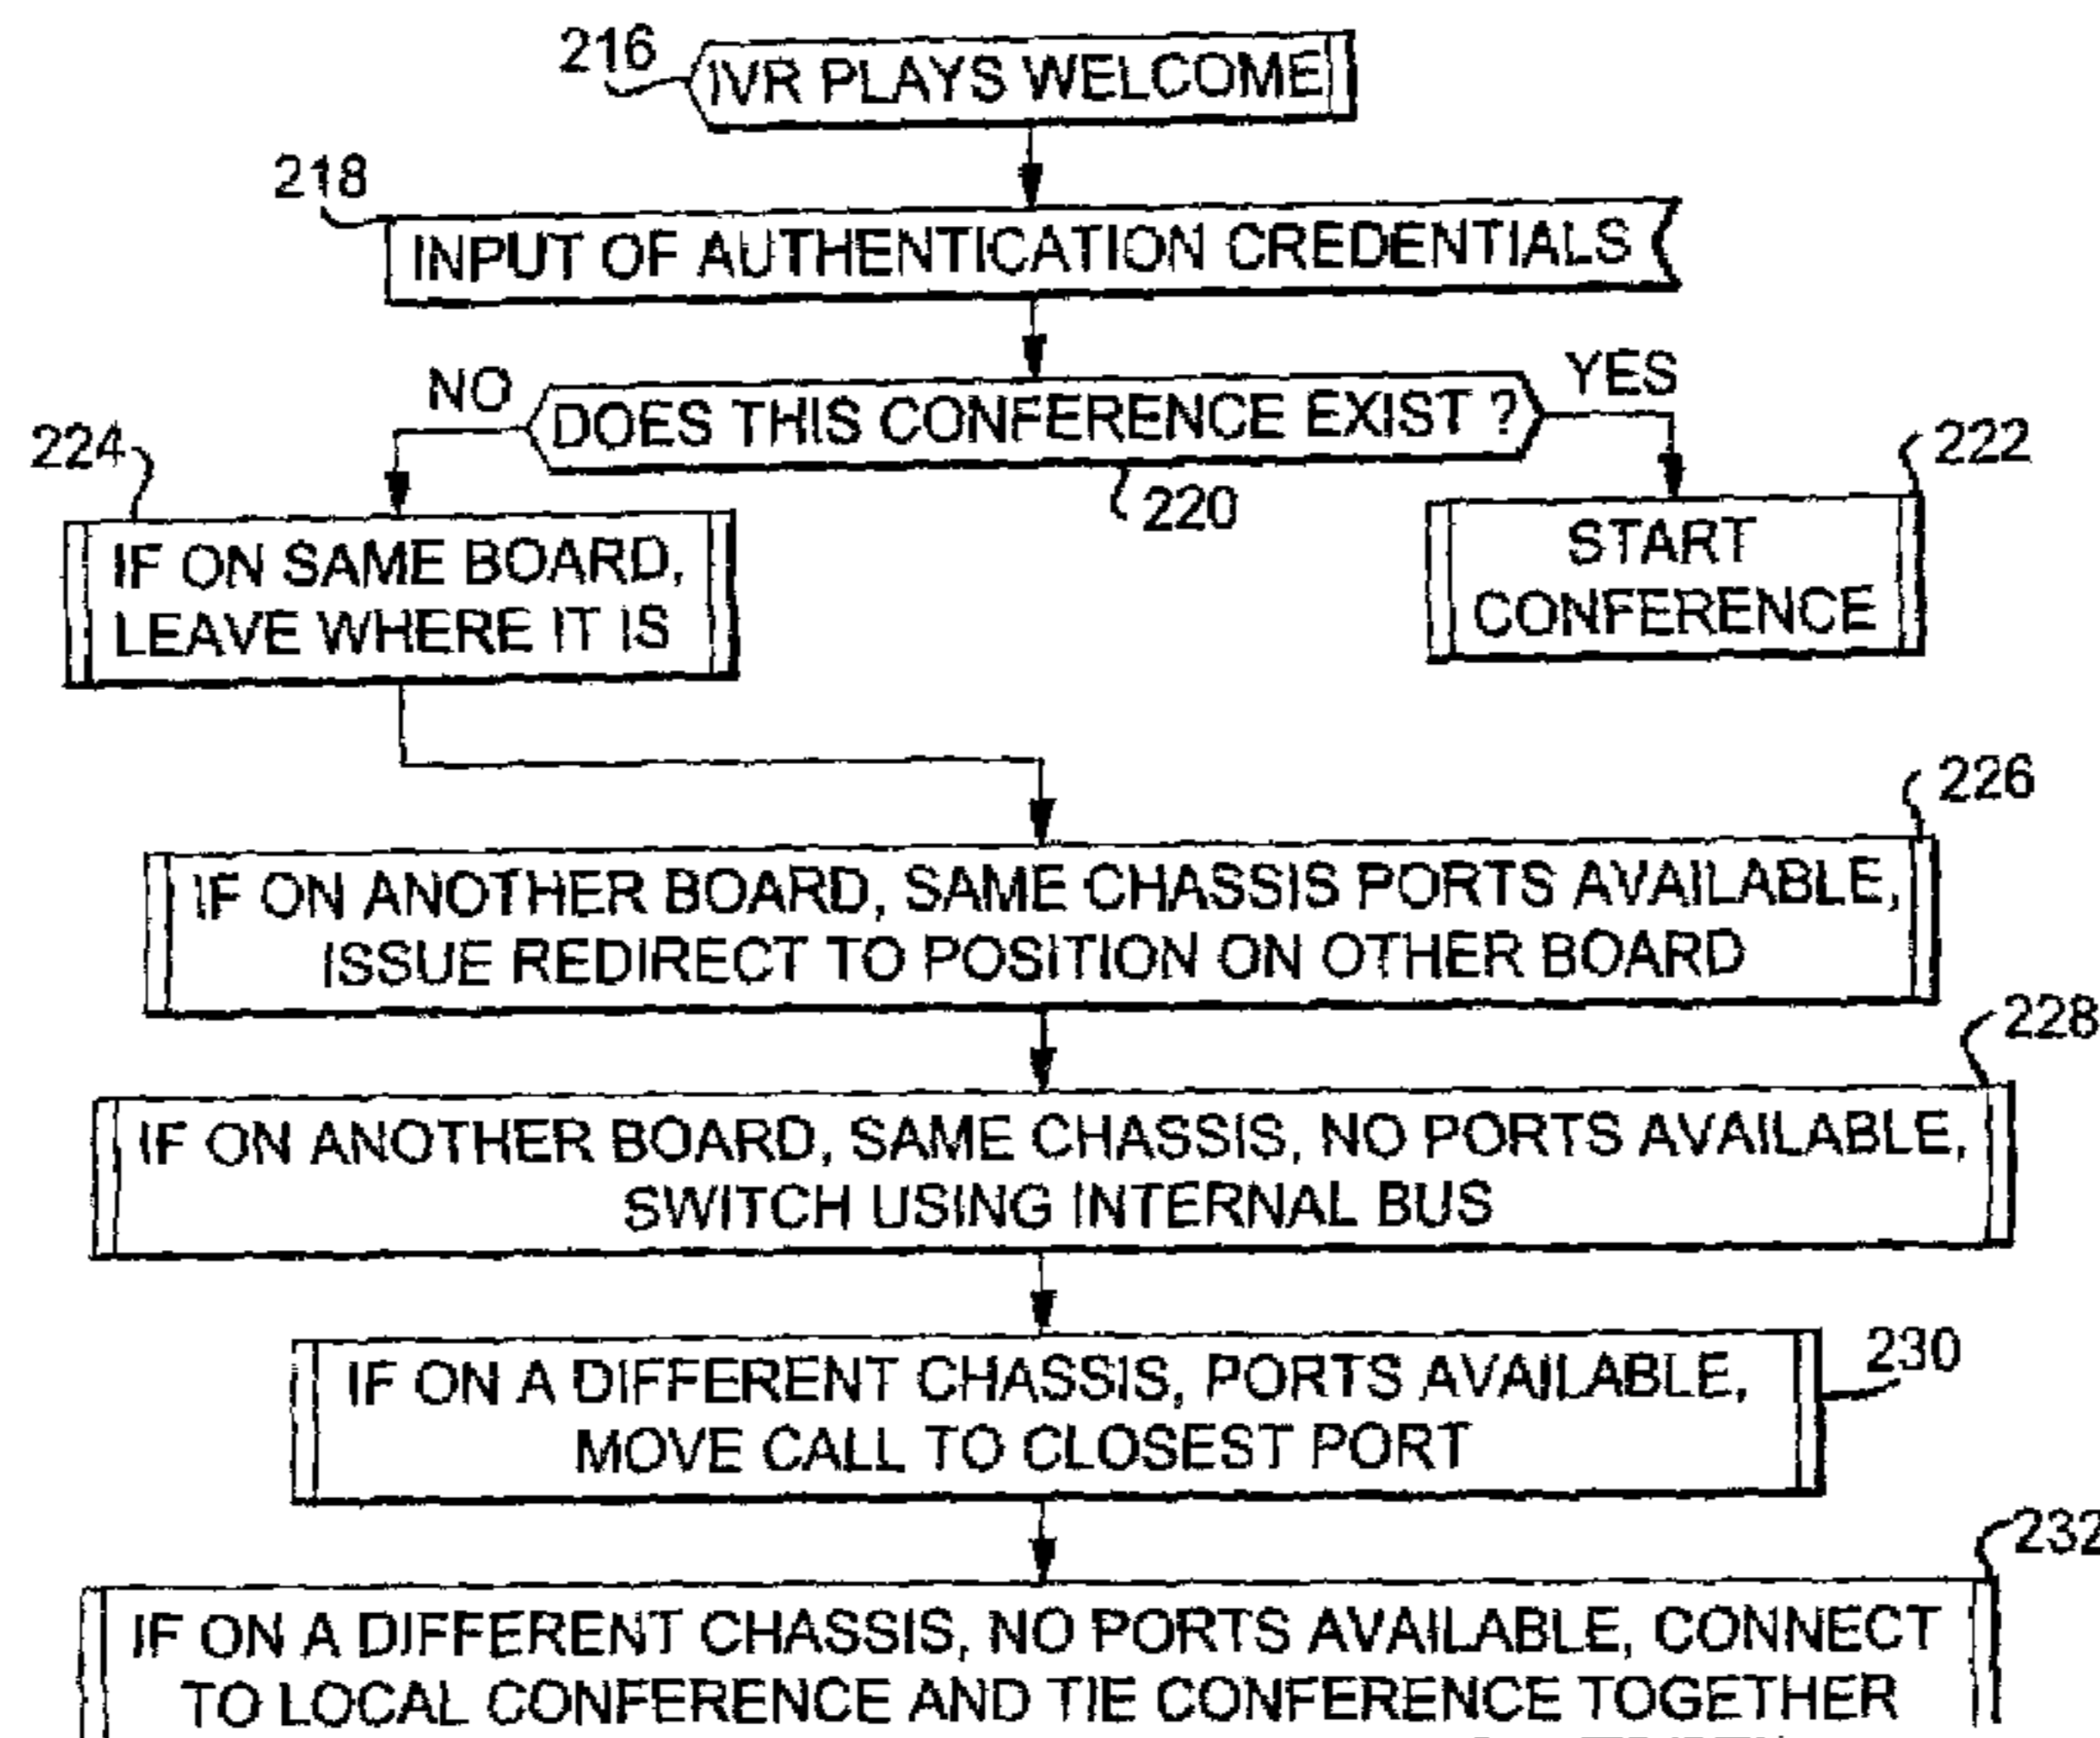 216
IVR PLAYS WELCOME
218
INPUT OF AUTHENTICATION CREDENTIALS
NO
DOES THIS CONFERENCE EXIST ?
YES
224
220
222
IF ON SAME BOARD,
LEAVE WHERE IT IS
START
CONFERENCE
226
IF ON ANOTHER BOARD, SAME CHASSIS PORTS AVAILABLE,
ISSUE REDIRECT TO POSITION ON OTHER BOARD
228
IF ON ANOTHER BOARD, SAME CHASSIS, NO PORTS AVAILABLE,
SWITCH USING INTERNAL BUS
230
IF ON A DIFFERENT CHASSIS, PORTS AVAILABLE,
MOVE CALL TO CLOSEST PORT
232
IF ON A DIFFERENT CHASSIS, NO PORTS AVAILABLE, CONNECT
TO LOCAL CONFERENCE AND TIE CONFERENCE TOGETHER